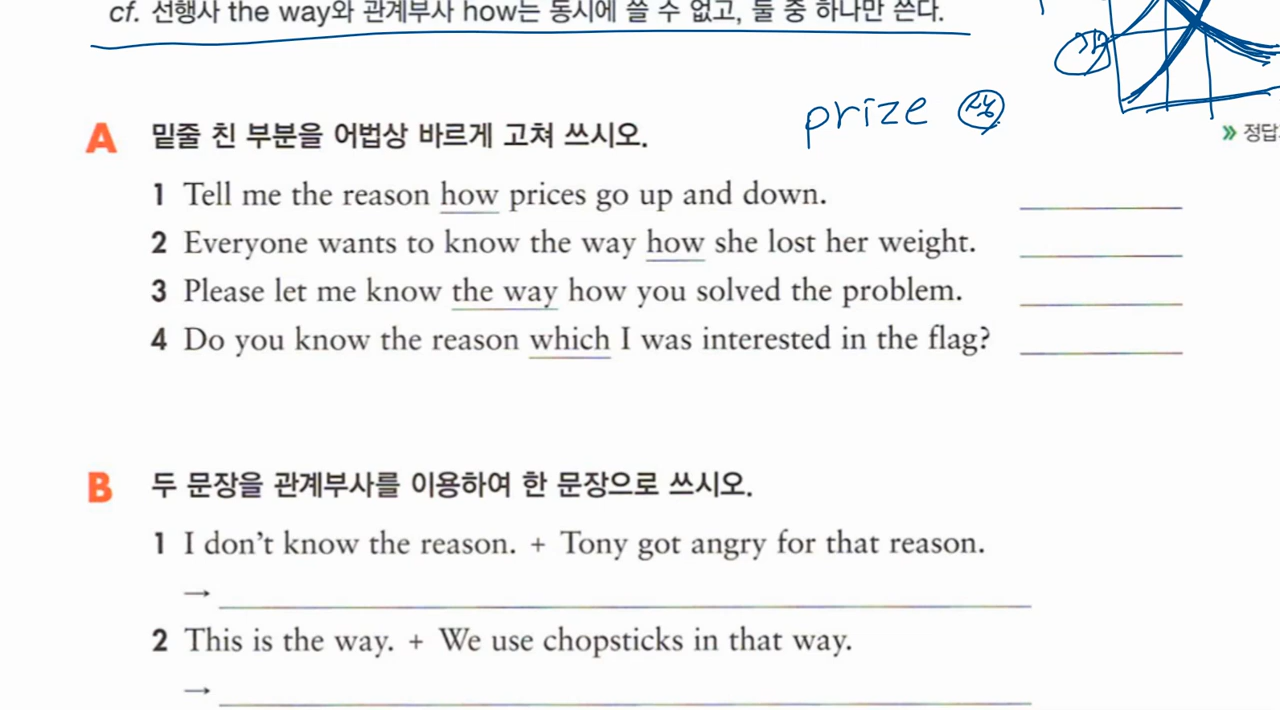 cf. 선행사 the way와 관계부사 how는 동시에 쓸 수 없고, 둘 중 하나만 쓴다.
prize 상
» 정답
A 밑줄 친 부분을 어법상 바르게 고쳐 쓰시오.
1 Tell me the reason how prices go up and down.
2 Everyone wants to know the way how she lost her weight.
3 Please let me know the way how you solved the problem.
4 Do you know the reason which I was interested in the flag?
B 두 문장을 관계부사를 이용하여 한 문장으로 쓰시오.
1 I don't know the reason. + Tony got angry for that reason.
→
2 This is the way. + We use chopsticks in that way.
→